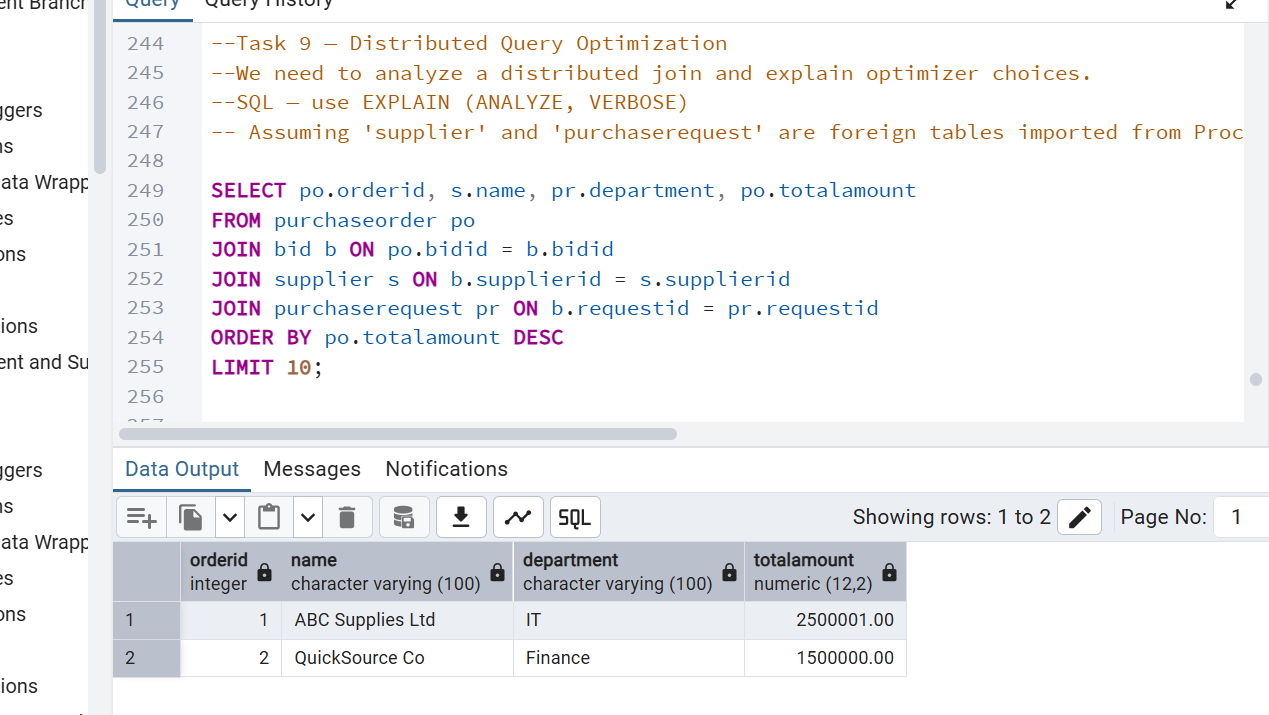 Query Query History
ent Branch
ggers
ns
ata Wrapp
es
ons
ions
ent and Su
ggers
ns
ata Wrapp
es
ons
ions
244 --Task 9 – Distributed Query Optimization
245 --We need to analyze a distributed join and explain optimizer choices.
246 --SQL – use EXPLAIN (ANALYZE, VERBOSE)
247 -- Assuming 'supplier' and 'purchaserequest' are foreign tables imported from Proc
248
249 SELECT po.orderid, s.name, pr.department, po.totalamount
250 FROM purchaseorder po
251 JOIN bid b ON po.bidid = b.bidid
252 JOIN supplier s ON b.supplierid = s.supplierid
253 JOIN purchaserequest pr ON b.requestid = pr.requestid
254 ORDER BY po.totalamount DESC
255 LIMIT 10;
256
257
Data Output Messages Notifications
SQL Showing rows: 1 to 2 Page No: 1
orderid name department totalamount
integer character varying (100) character varying (100) numeric (12,2)
1 1 ABC Supplies Ltd IT 2500001.00
2 2 QuickSource Co Finance 1500000.00